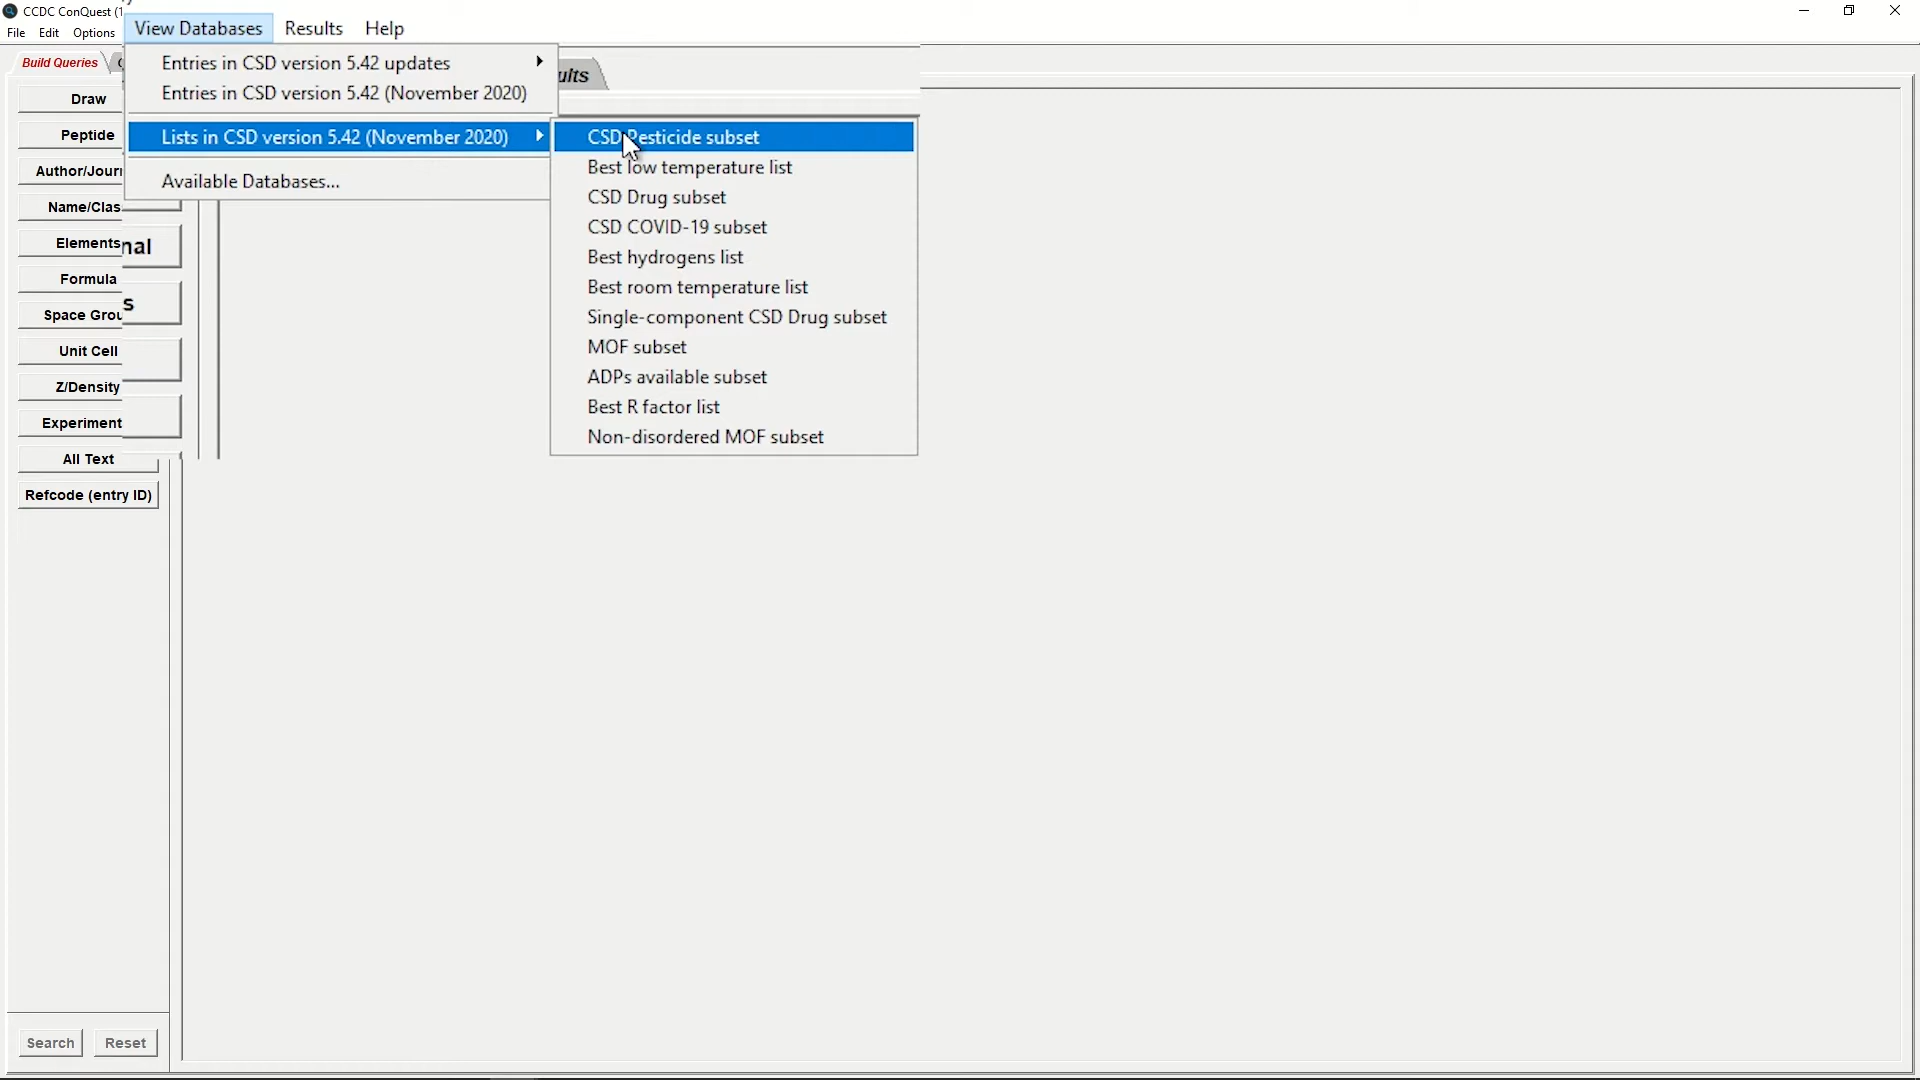 CCDC ConQuest (1
File Edit Options
View Databases Results Help
Build Queries
ults
Entries in CSD version 5.42 updates
Entries in CSD version 5.42 (November 2020)
Lists in CSD version 5.42 (November 2020)
Available Databases...
CSD Pesticide subset
Best low temperature list
CSD Drug subset
CSD COVID-19 subset
Best hydrogens list
Best room temperature list
Single-component CSD Drug subset
MOF subset
ADPs available subset
Best R factor list
Non-disordered MOF subset
Draw
Peptide
Author/Journ
Name/Clas
Elements
nal
Formula
s
Space Grou
Unit Cell
Z/Density
Experiment
All Text
Refcode (entry ID)
Search Reset